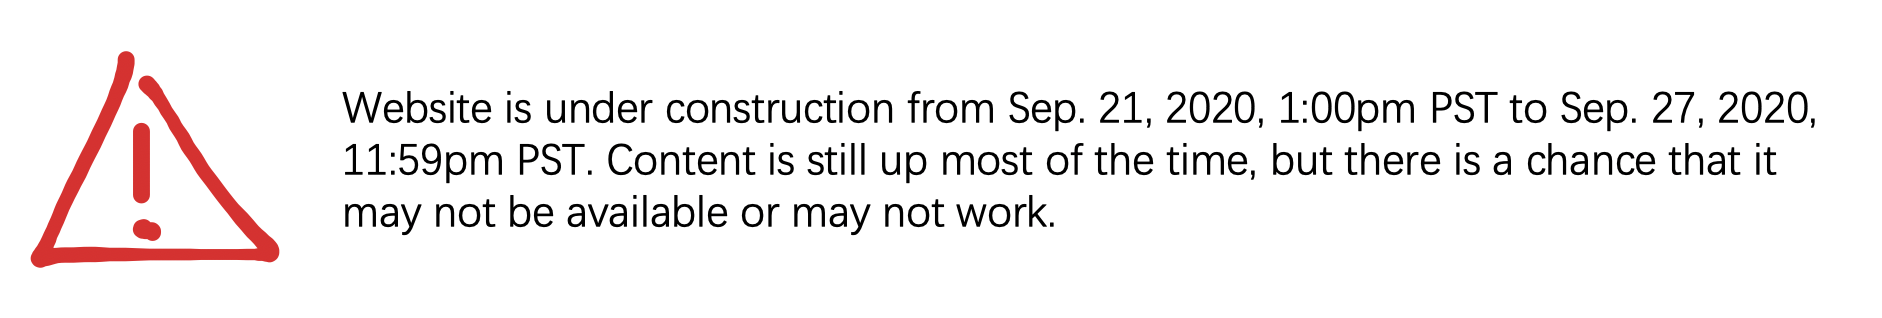 Website is under construction from Sep. 21, 2020, 1:00pm PST to Sep. 27, 2020,
11:59pm PST. Content is still up most of the time, but there is a chance that it
may not be available or may not work.